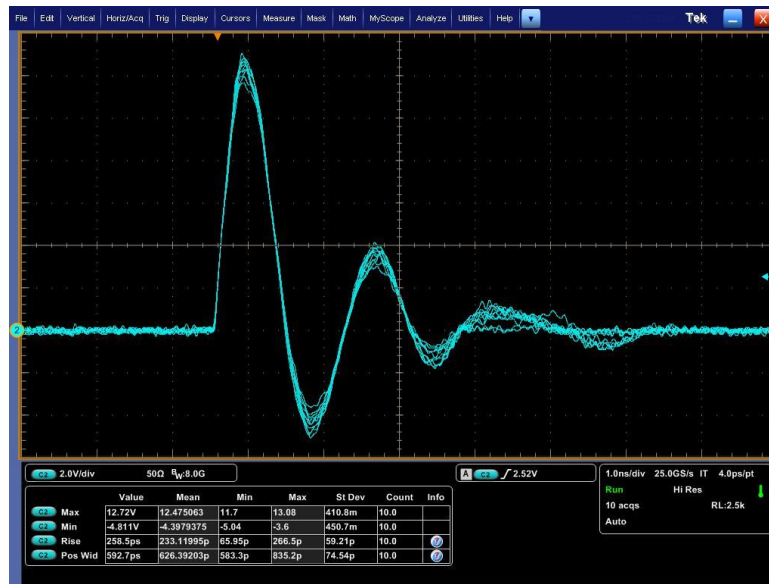 File Edit Vertical Horiz/Acq Trig Display Cursors Measure Mask Math MyScope Analyze Utilities Help Tek X
2
C2 2.0V/div 50Ω BW:8.0G
A C2 2.52V
1.0ns/div 25.0GS/s IT 4.0ps/pt
Run Hi Res
10 acqs RL:2.5k
Auto
Value Mean Min Max St Dev Count Info
C2 Max 12.72V 12.475063 11.7 13.08 410.8m 10.0
C2 Min -4.811V -4.3979375 -5.04 -3.6 450.7m 10.0
C2 Rise 258.5ps 233.11995p 65.95p 266.5p 59.21p 10.0
C2 Pos Wid 592.7ps 626.39203p 583.3p 835.2p 74.54p 10.0